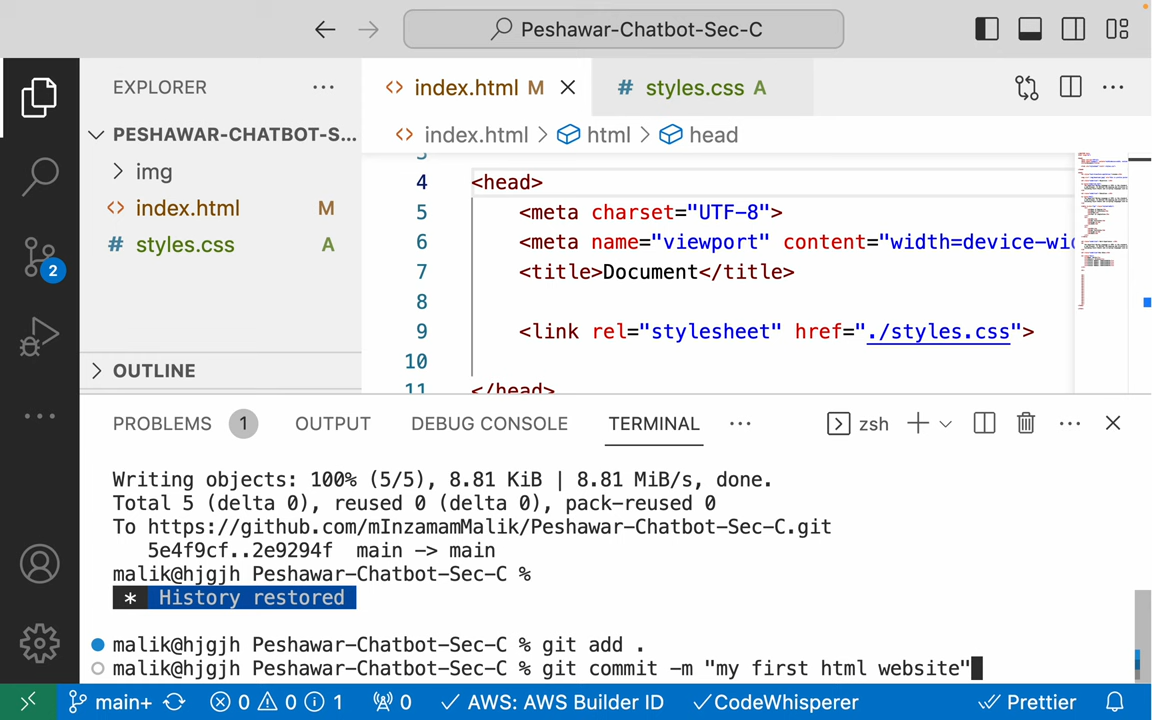 Peshawar-Chatbot-Sec-C
EXPLORER
index.html M
styles.css A
PESHAWAR-CHATBOT-S...
index.html > html > head
img
index.html M
styles.css A
2
OUTLINE
4 <head>
5 <meta charset="UTF-8">
6 <meta name="viewport" content="width=device-wid
7 <title>Document</title>
8
9 <link rel="stylesheet" href="./styles.css">
10
11 </head>
PROBLEMS 1 OUTPUT DEBUG CONSOLE TERMINAL ... zsh
Writing objects: 100% (5/5), 8.81 KiB | 8.81 MiB/s, done.
Total 5 (delta 0), reused 0 (delta 0), pack-reused 0
To https://github.com/mInzamamMalik/Peshawar-Chatbot-Sec-C.git
5e4f9cf..2e9294f main -> main
malik@hjgjh Peshawar-Chatbot-Sec-C %
* History restored
malik@hjgjh Peshawar-Chatbot-Sec-C % git add .
malik@hjgjh Peshawar-Chatbot-Sec-C % git commit -m "my first html website"
main+ 0 0 1 0 AWS: AWS Builder ID CodeWhisperer Prettier